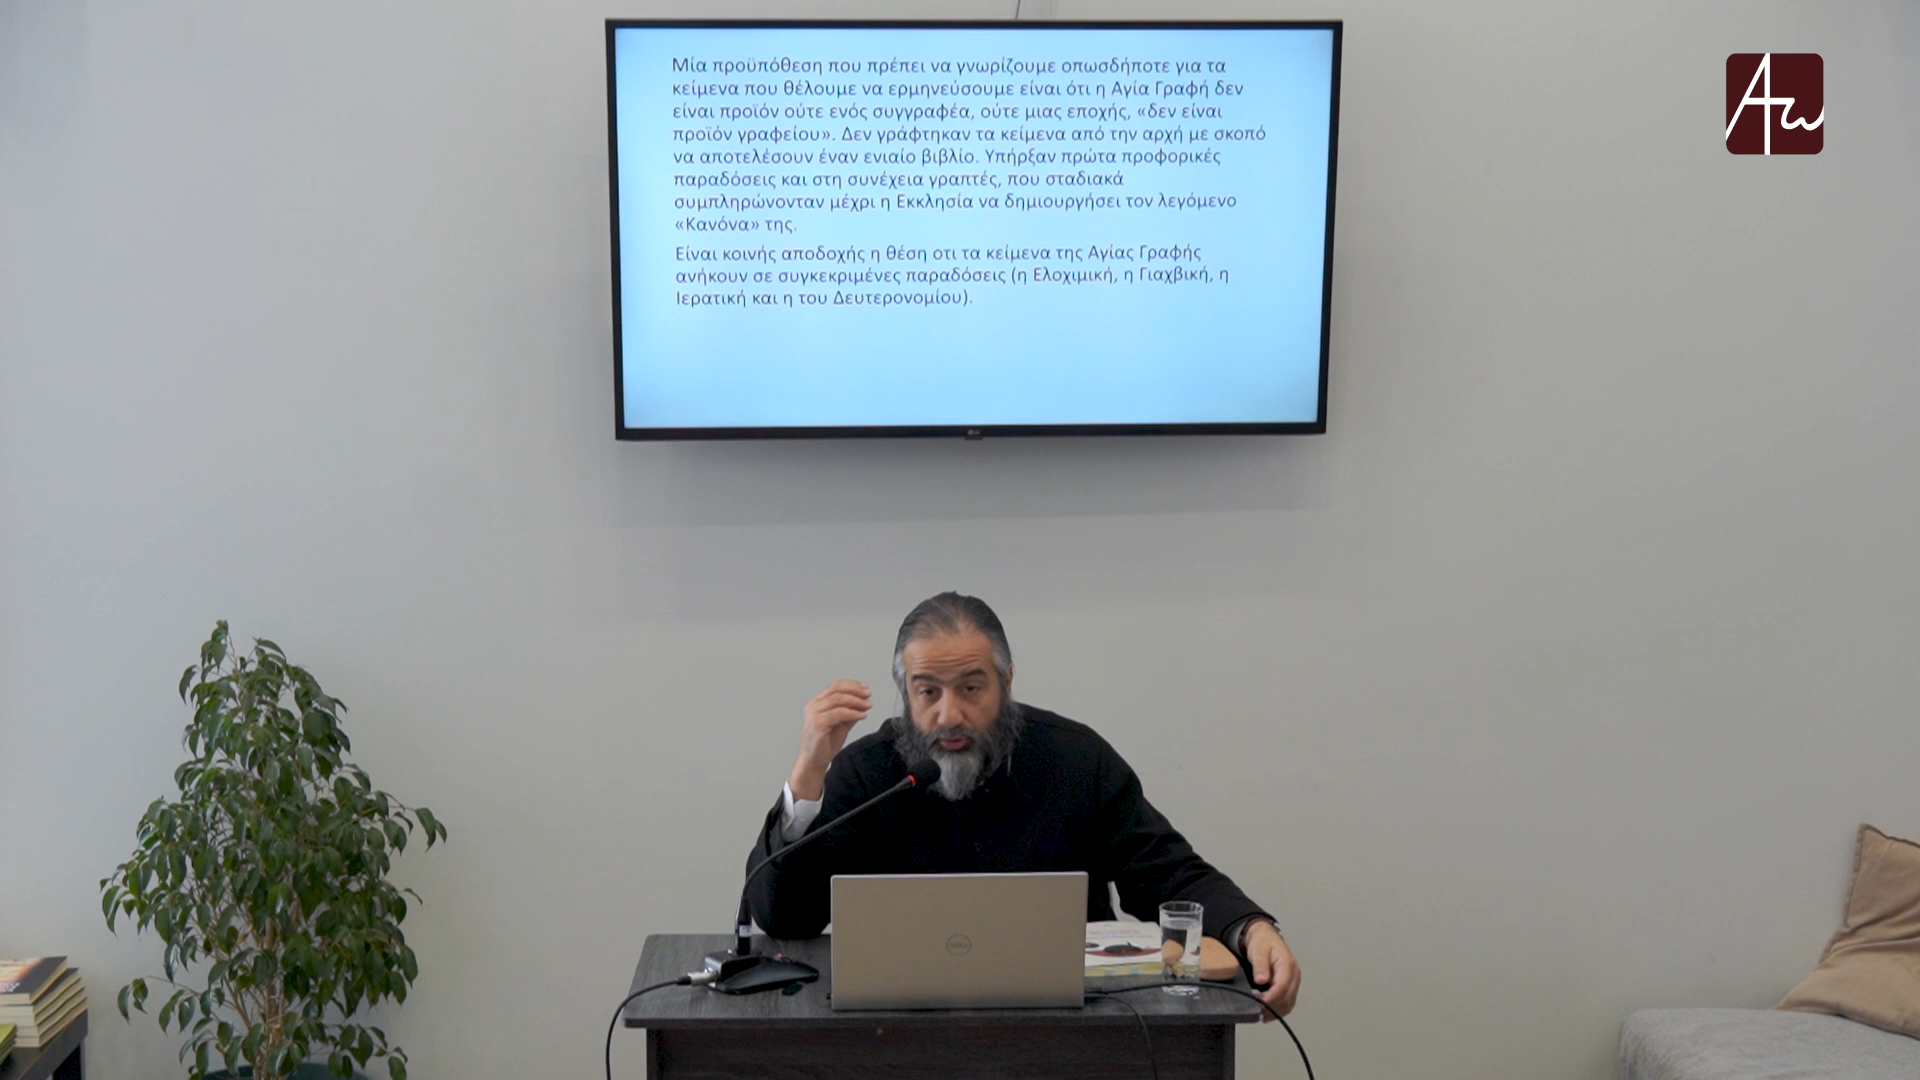 Μία προϋπόθεση που πρέπει να γνωρίζουμε οπωσδήποτε για τα
κείμενα που θέλουμε να ερμηνεύσουμε είναι ότι η Αγία Γραφή δεν
είναι προϊόν ούτε ενός συγγραφέα, ούτε μιας εποχής, «δεν είναι
προϊόν γραφείου». Δεν γράφτηκαν τα κείμενα από την αρχή με σκοπό
να αποτελέσουν έναν ενιαίο βιβλίο. Υπήρξαν πρώτα προφορικές
παραδόσεις και στη συνέχεια γραπτές, που σταδιακά
συμπληρώνονταν μέχρι η Εκκλησία να δημιουργήσει τον λεγόμενο
«Κανόνα» της.
Είναι κοινής αποδοχής η θέση οτι τα κείμενα της Αγίας Γραφής
ανήκουν σε συγκεκριμένες παραδόσεις (η Ελοχιμική, η Γιαχβική, η
Ιερατική και η του Δευτερονομίου).
Aω
DELL